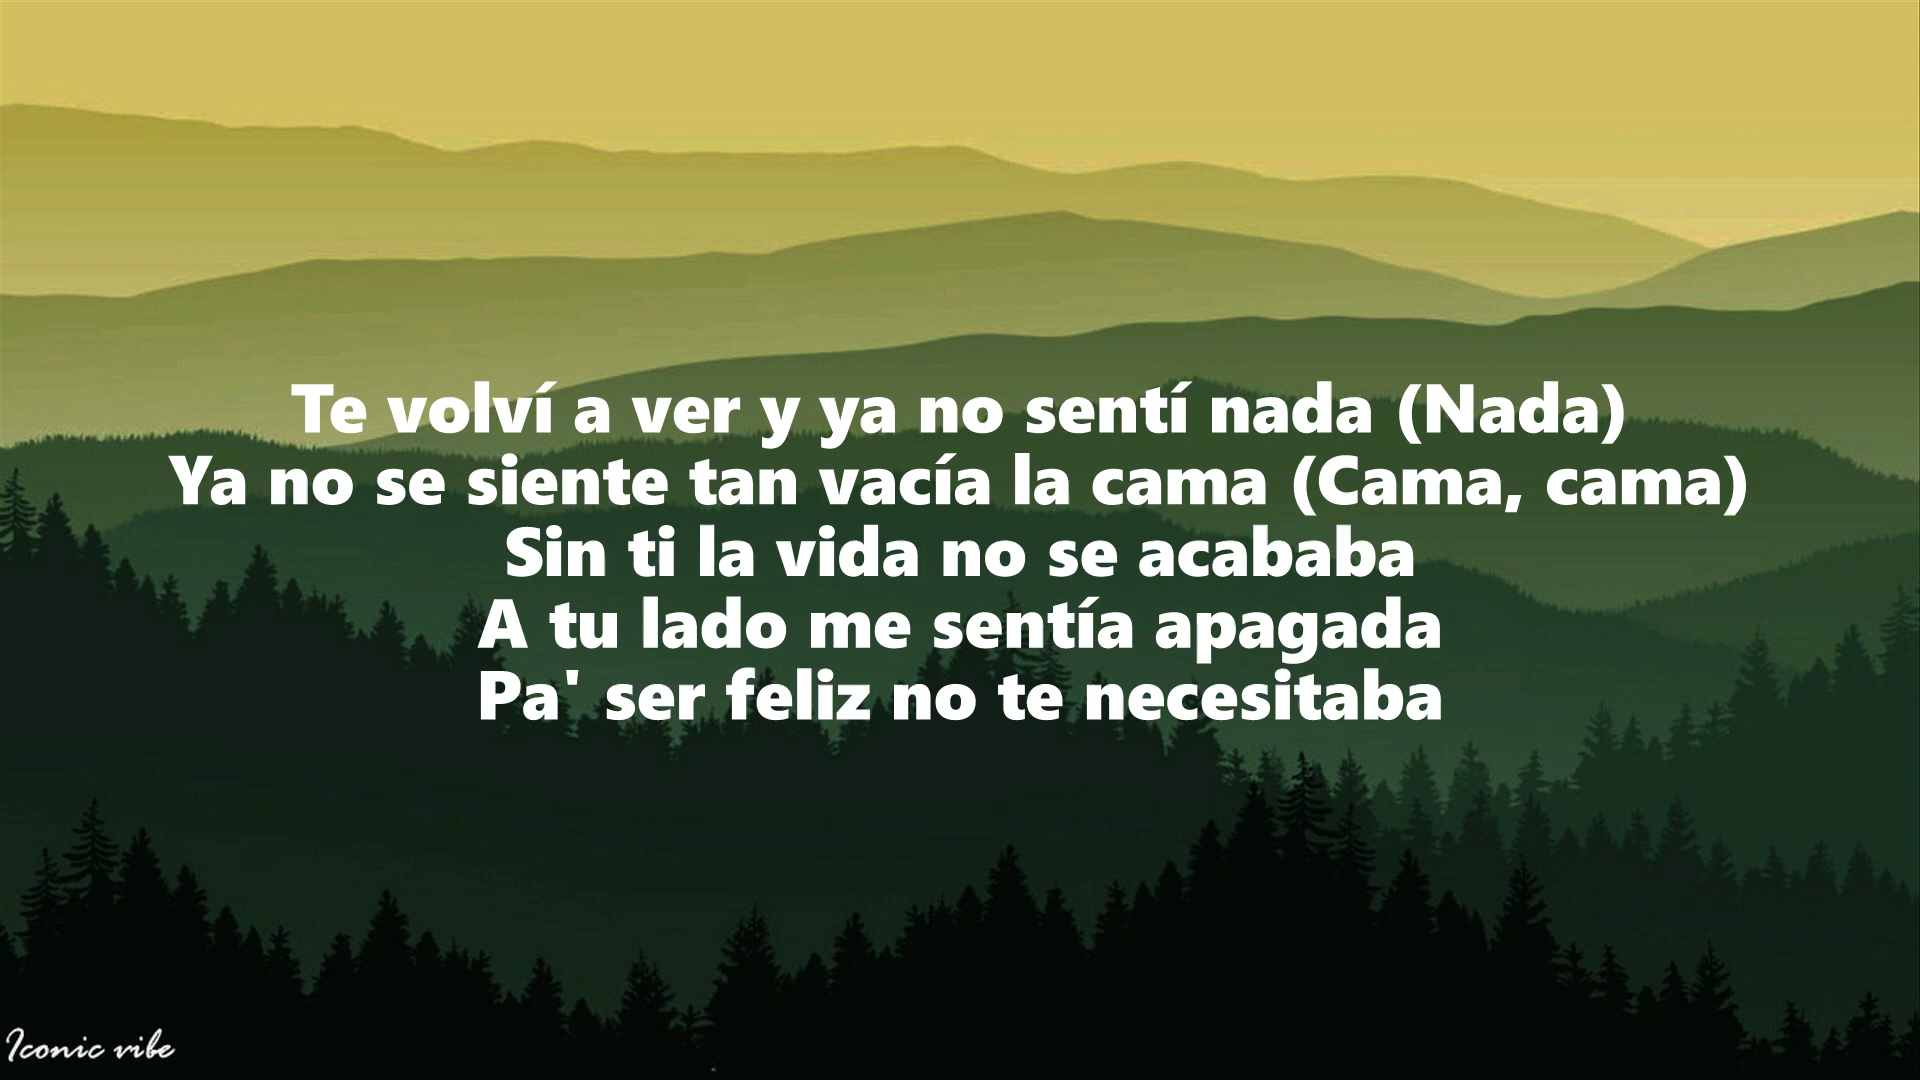 Te volví a ver y ya no sentí nada (Nada)
Ya no se siente tan vacía la cama (Cama, cama)
Sin ti la vida no se acababa
A tu lado me sentía apagada
Pa' ser feliz no te necesitaba
Iconic vibe